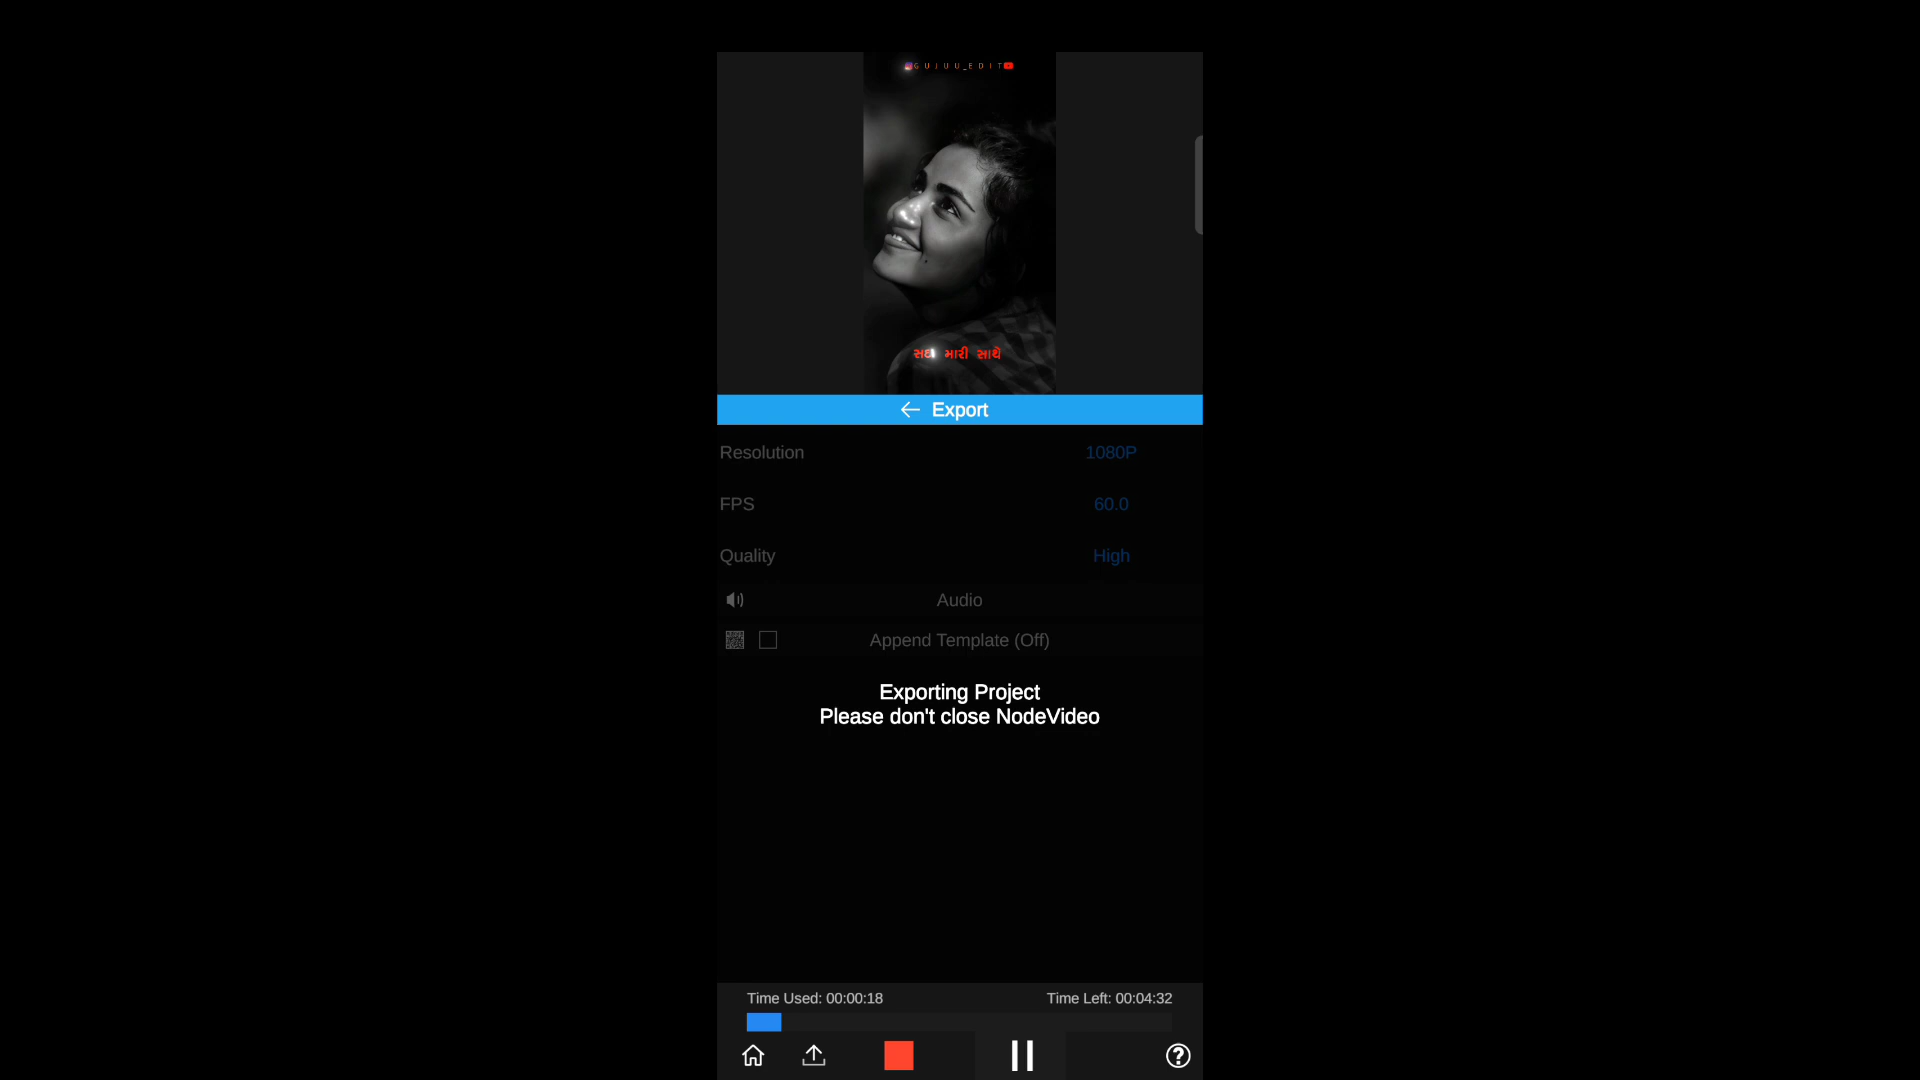 GUJUU_EDIT
સદા મારી સાથે
Export
Resolution 1080P
FPS 60.0
Quality High
Audio
Append Template (Off)
Exporting Project
Please don't close NodeVideo
Time Used: 00:00:18 Time Left: 00:04:32